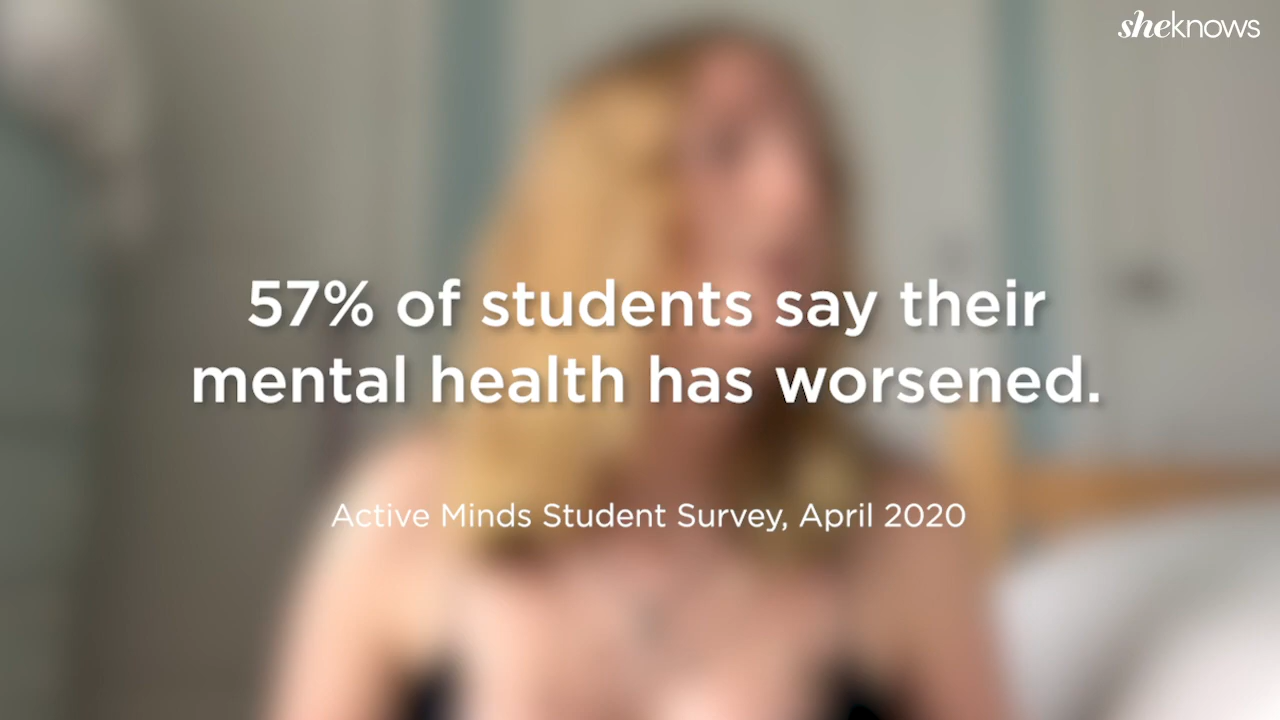 sheknows
57% of students say their
mental health has worsened.
Active Minds Student Survey, April 2020